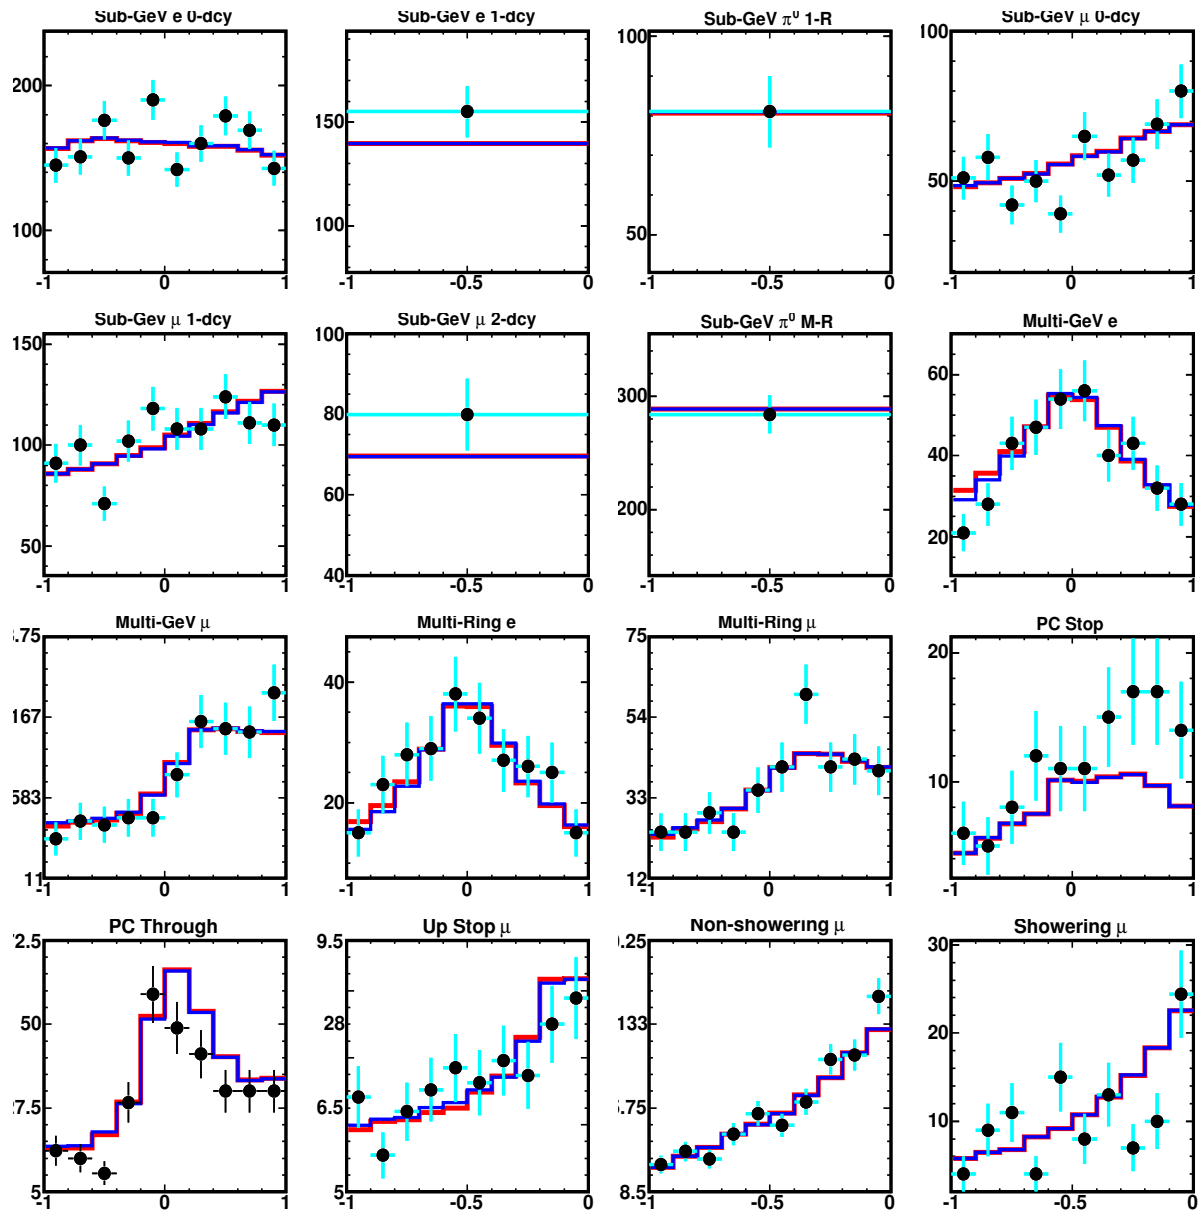 Sub-GeV e 0-dcy
Sub-GeV e 1-dcy
Sub-GeV π⁰ 1-R
Sub-GeV μ 0-dcy
200
100
-1 0 1
150
100
-1 -0.5 0
100
50
-1 -0.5 0
100
50
-1 0 1
Sub-GeV μ 1-dcy
Sub-GeV μ 2-dcy
Sub-GeV π⁰ M-R
Multi-GeV e
150
100
50
-1 0 1
100
80
60
40
-1 -0.5 0
300
200
-1 -0.5 0
60
40
20
-1 0 1
Multi-GeV μ
Multi-Ring e
Multi-Ring μ
PC Stop
.75
167
583
11
-1 0 1
40
20
-1 0 1
75
54
33
12
-1 0 1
20
10
-1 0 1
PC Through
Up Stop μ
Non-showering μ
Showering μ
2.5
50
7.5
5
-1 0 1
9.5
28
6.5
5
-1 -0.5 0
.25
133
.75
8.5
-1 -0.5 0
30
20
10
-1 -0.5 0